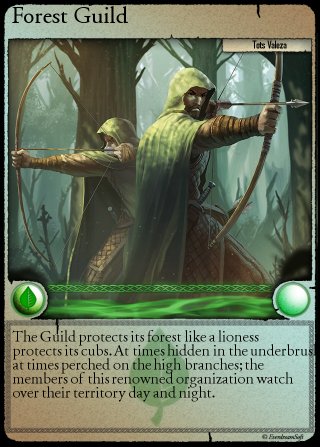 Forest Guild
Tots Valeza
The Guild protects its forest like a lioness
protects its cubs. At times hidden in the underbrus
at times perched on the high branches; the
members of this renowned organization watch
over their territory day and night.
© EverdreamSoft